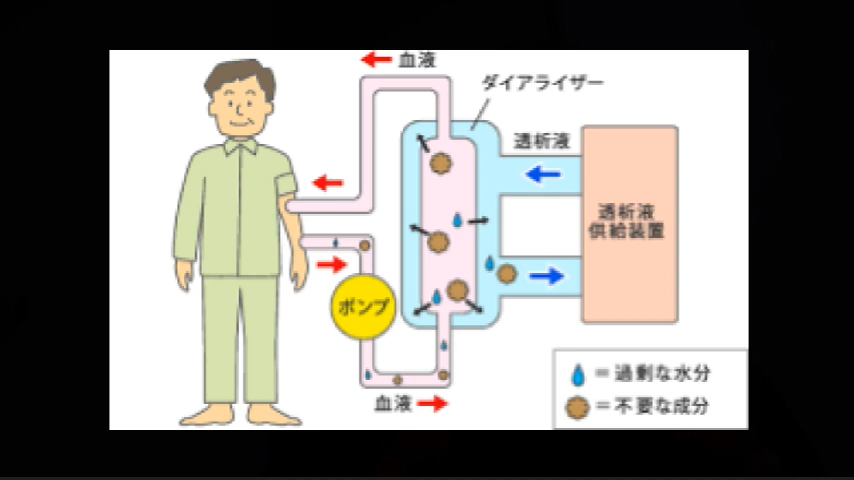 血液
ダイアライザー
透析液
透析液
供給装置
ポンプ
血液
=過剰な水分
=不要な成分